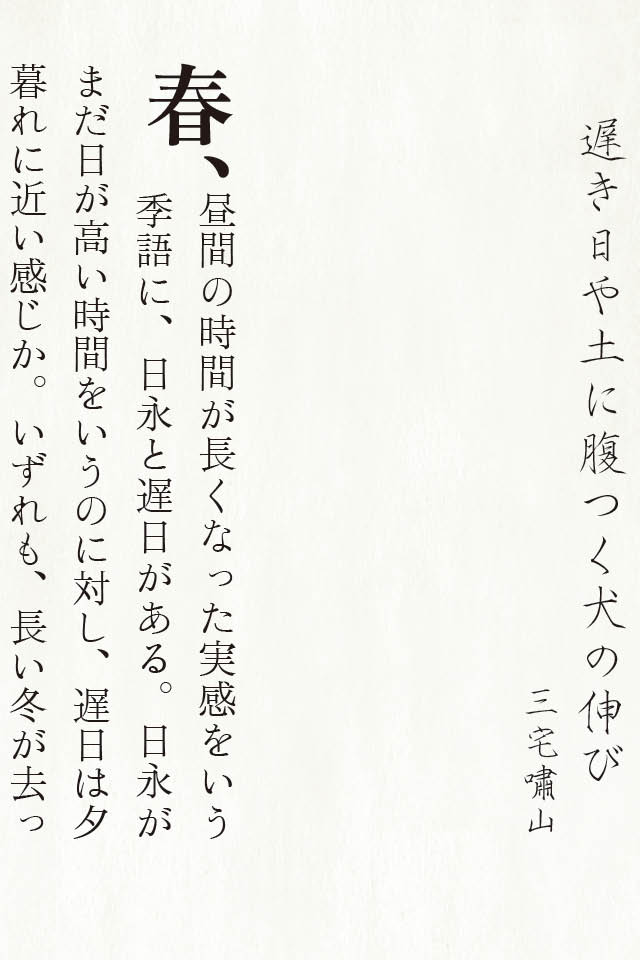 遅き日や土に腹つく犬の伸び
三宅嘯山
春、昼間の時間が長くなった実感をいう
季語に、日永と遅日がある。日永が
まだ日が高い時間をいうのに対し、遅日は夕
暮れに近い感じか。いずれも、長い冬が去っ